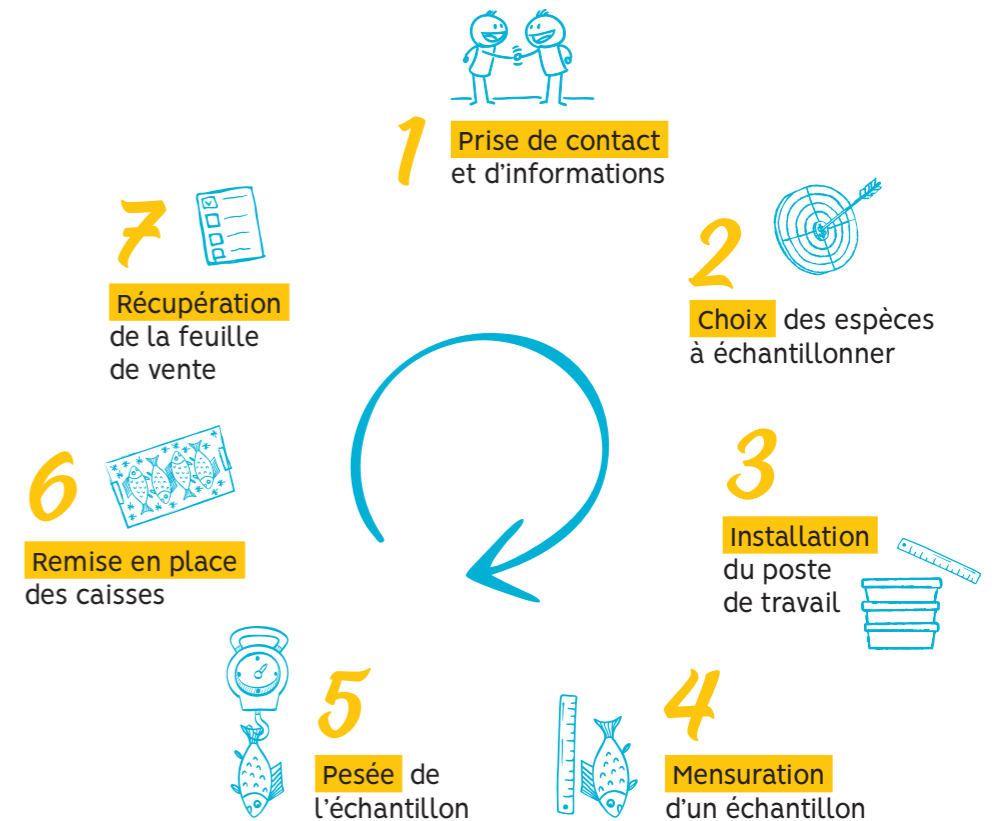 1
Prise de contact
et d'informations
2
Choix des espèces
à échantillonner
3
Installation
du poste
de travail
4
Mensuration
d'un échantillon
5
Pesée de
l'échantillon
6
Remise en place
des caisses
7
Récupération
de la feuille
de vente